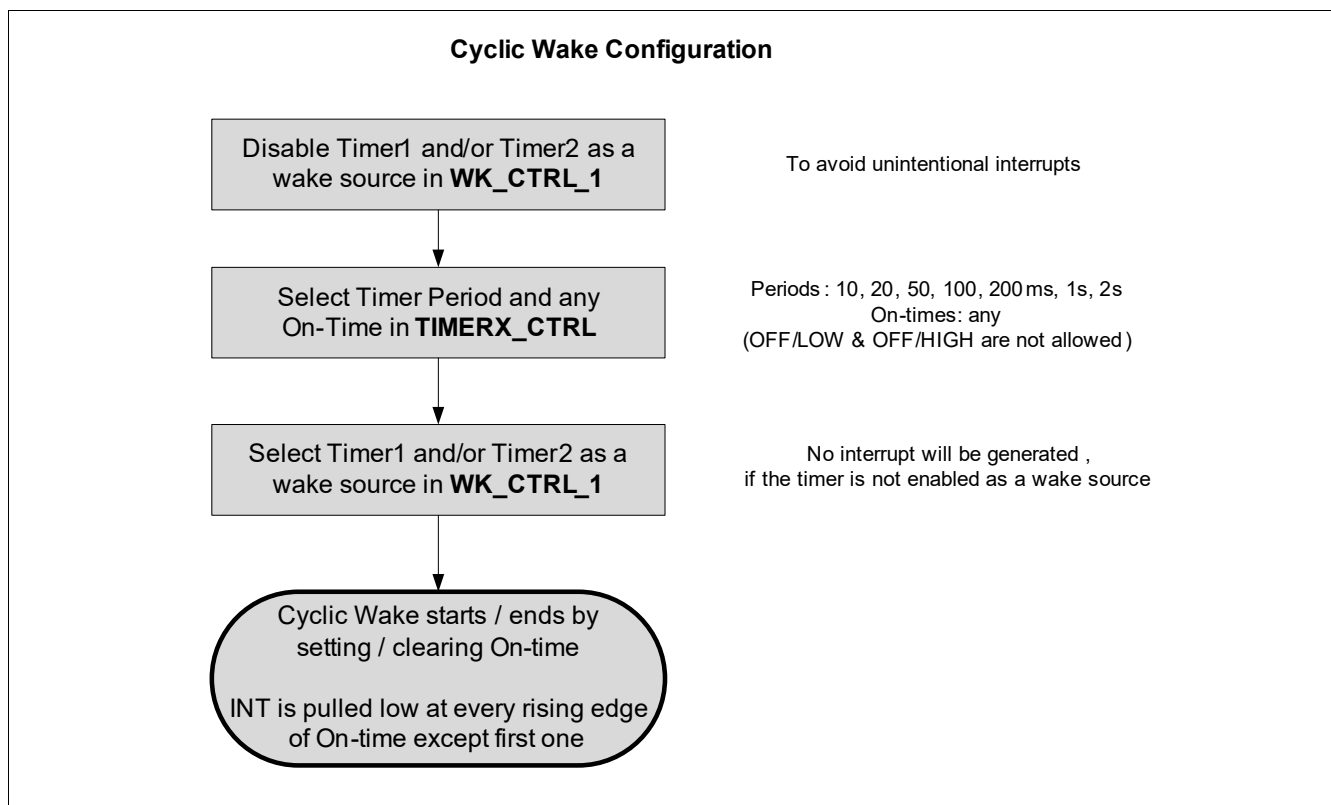 Cyclic Wake Configuration
Disable Timer1 and/or Timer2 as a
wake source in WK_CTRL_1
To avoid unintentional interrupts
Select Timer Period and any
On-Time in TIMERX_CTRL
Periods : 10, 20, 50, 100, 200ms, 1s, 2s
On-times: any
(OFF/LOW & OFF/HIGH are not allowed )
Select Timer1 and/or Timer2 as a
wake source in WK_CTRL_1
No interrupt will be generated ,
if the timer is not enabled as a wake source
Cyclic Wake starts / ends by
setting / clearing On-time
INT is pulled low at every rising edge
of On-time except first one